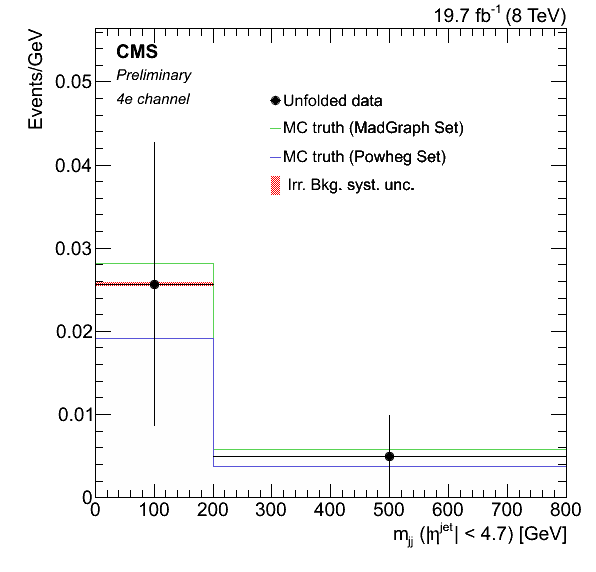 19.7 fb⁻¹ (8 TeV)
Events/GeV
CMS
Preliminary
4e channel
Unfolded data
MC truth (MadGraph Set)
MC truth (Powheg Set)
Irr. Bkg. syst. unc.
0.05
0.04
0.03
0.02
0.01
0
0 100 200 300 400 500 600 700 800
m_jj (|η^jet| < 4.7) [GeV]